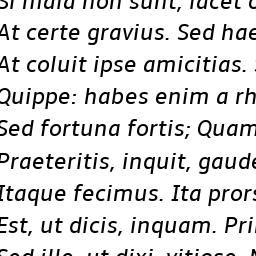 Si mala non sunt, iacet
At certe gravius. Sed hae
At coluit ipse amicitias.
Quippe: habes enim a rh
Sed fortuna fortis; Quam
Praeteritis, inquit, gaude
Itaque fecimus. Ita prors
Est, ut dicis, inquam. Pri
Sed ille, ut dixi, vitiose.